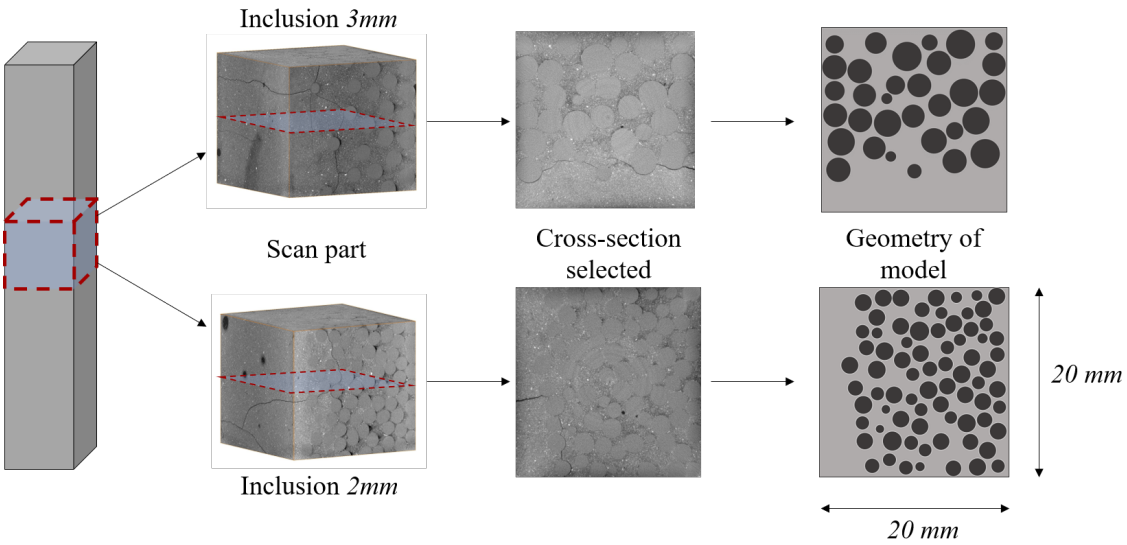 Inclusion 3mm
Scan part
Cross-section
selected
Geometry of
model
Inclusion 2mm
20 mm
20 mm